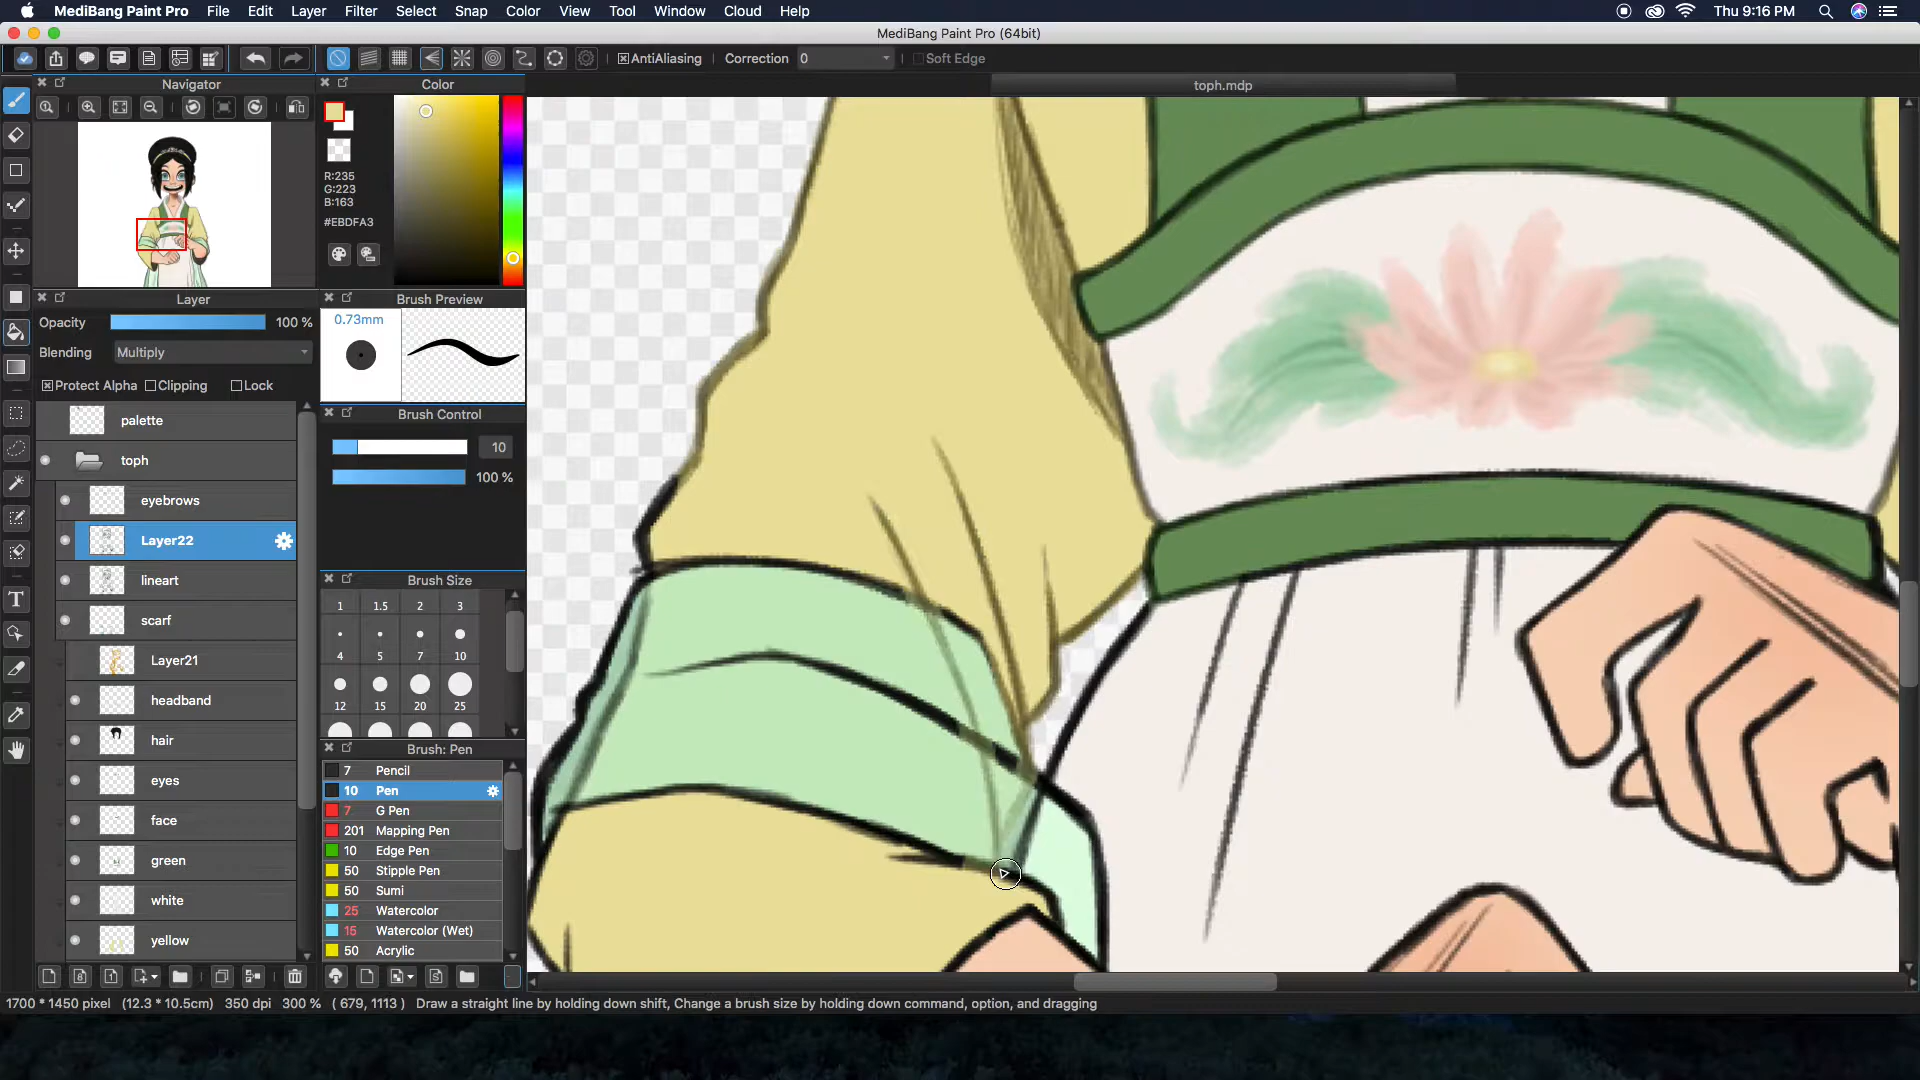 MediBang Paint Pro File Edit Layer Filter Select Snap Color View Tool Window Cloud Help Thu 9:16 PM
MediBang Paint Pro (64bit)
AntiAliasing Correction 0 Soft Edge
Navigator
Color
toph.mdp
R:235
G:223
B:163
#EBDFA3
Layer
Brush Preview
0.73mm
Opacity 100 %
Blending Multiply
Protect Alpha Clipping Lock
Brush Control
10
100 %
palette
toph
eyebrows
Layer22
lineart
scarf
Layer21
headband
hair
eyes
face
green
white
yellow
Brush Size
1 1.5 2 3
4 5 7 10
12 15 20 25
Brush: Pen
7 Pencil
10 Pen
7 G Pen
201 Mapping Pen
10 Edge Pen
50 Stipple Pen
50 Sumi
25 Watercolor
15 Watercolor (Wet)
50 Acrylic
1700 * 1450 pixel (12.3 * 10.5cm) 350 dpi 300 % ( 679, 1113 ) Draw a straight line by holding down shift, Change a brush size by holding down command, option, and dragging